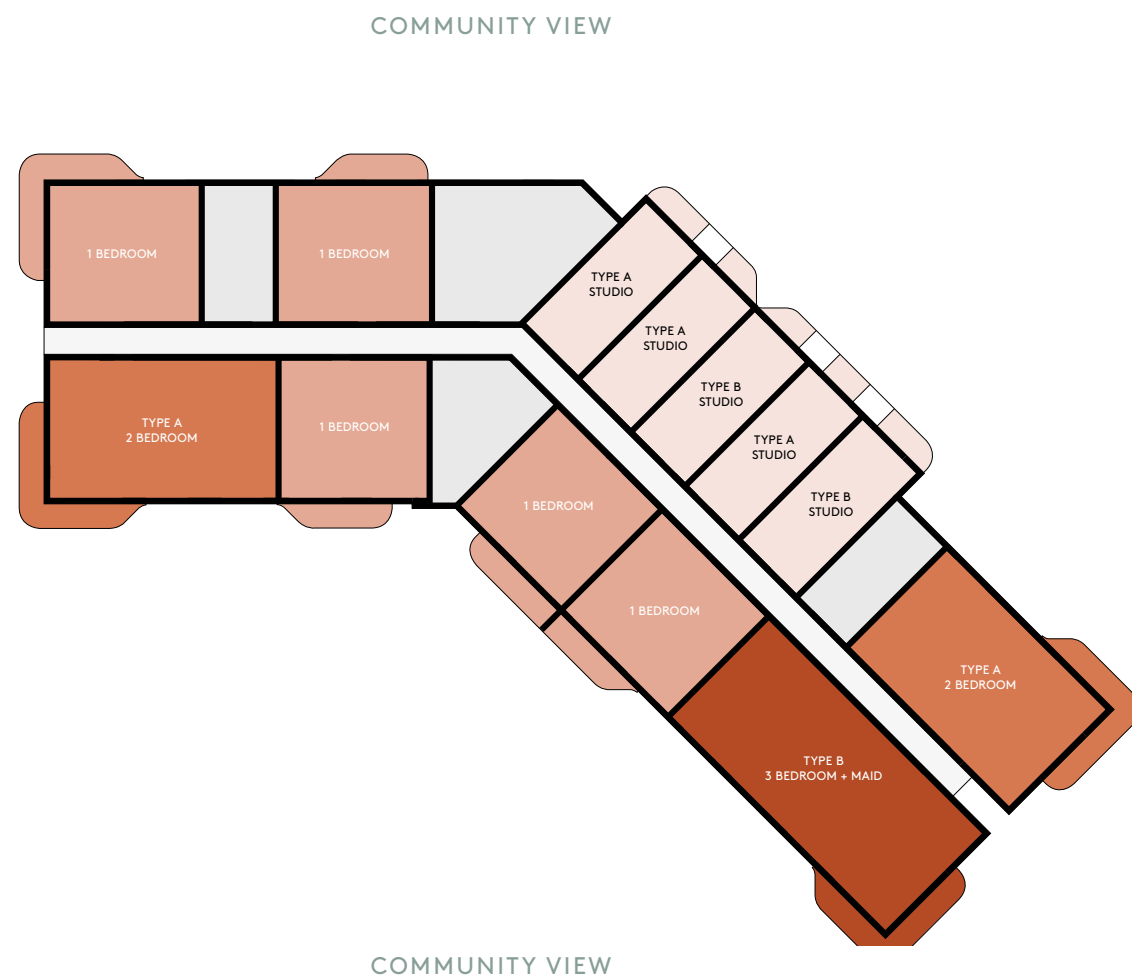 COMMUNITY VIEW
1 BEDROOM
1 BEDROOM
TYPE A
STUDIO
TYPE A
STUDIO
TYPE B
STUDIO
TYPE A
STUDIO
TYPE B
STUDIO
TYPE A
2 BEDROOM
1 BEDROOM
1 BEDROOM
1 BEDROOM
TYPE A
2 BEDROOM
TYPE B
3 BEDROOM + MAID
COMMUNITY VIEW